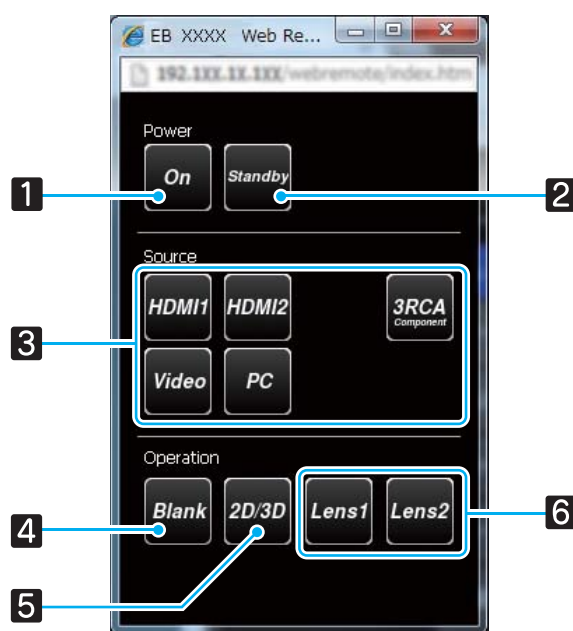 EB XXXX Web Re...
192.1XX.1X.1XX/webremote/index.htm
Power
1
On
Standby
2
Source
3
HDMI1
HDMI2
3RCA
Component
Video
PC
Operation
4
Blank
2D/3D
Lens1
Lens2
6
5